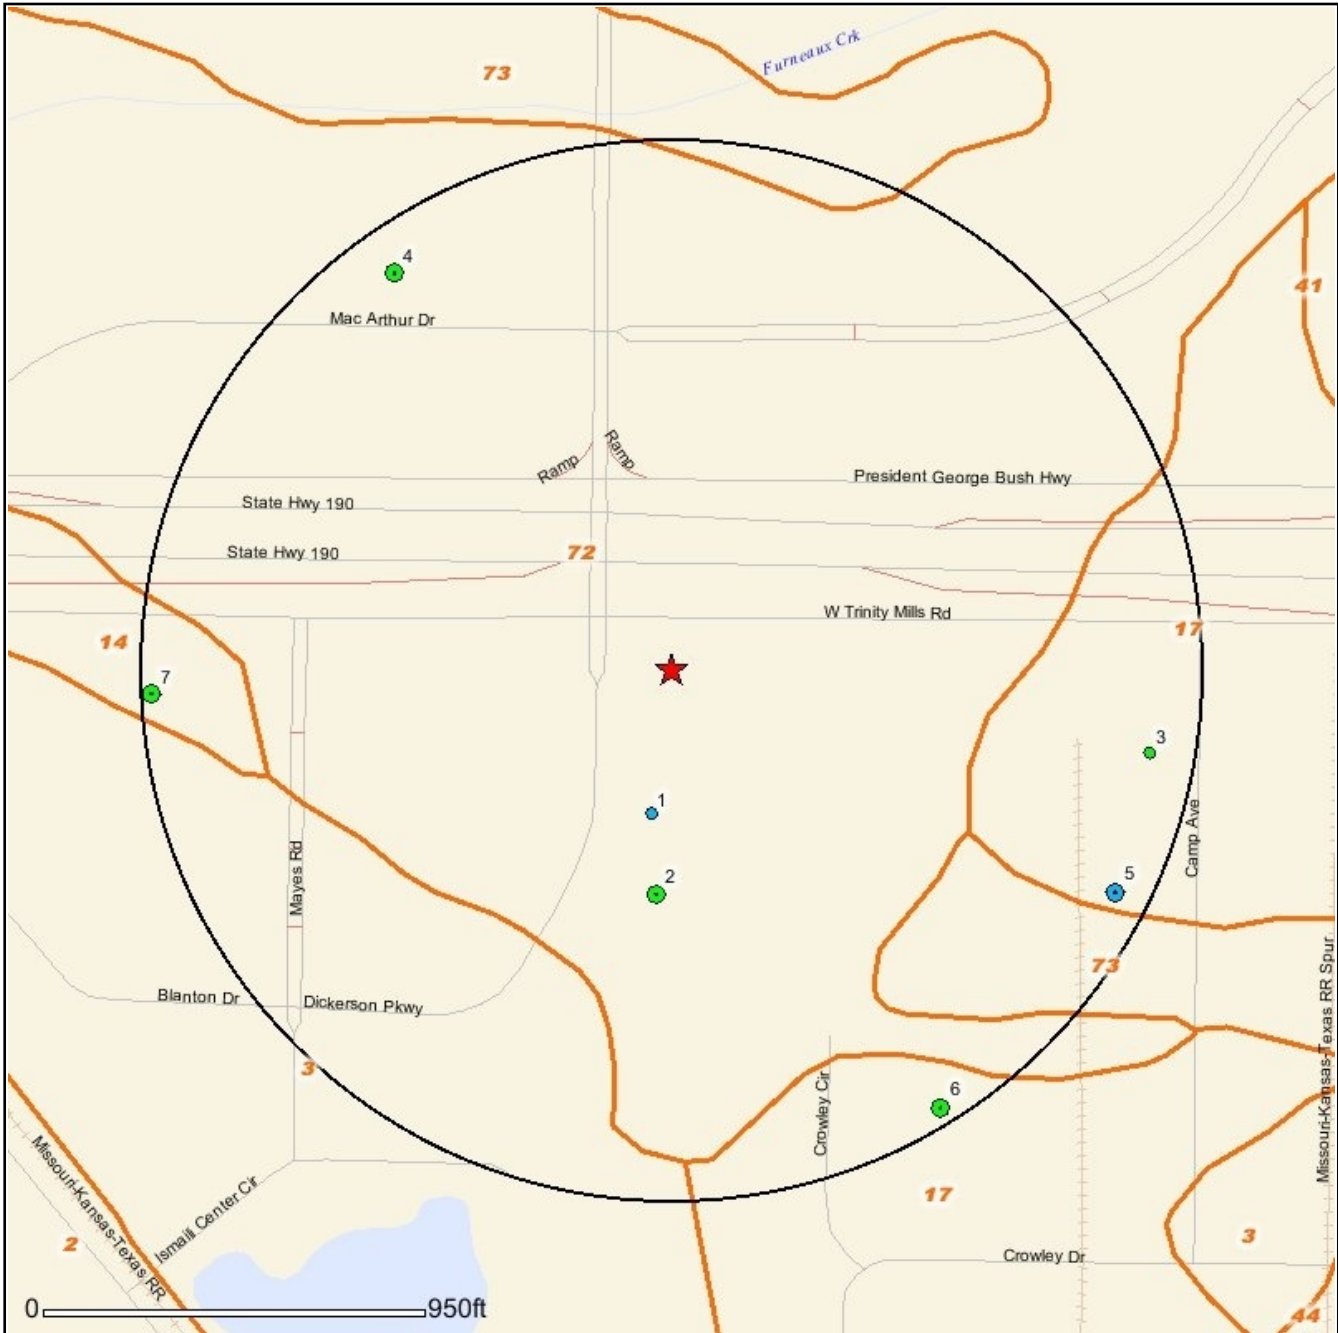 Furneaux Crk
73
41
4
Mac Arthur Dr
Ramp
Ramp
President George Bush Hwy
State Hwy 190
State Hwy 190
72
W Trinity Mills Rd
17
14
7
3
1
Camp Ave
Mayes Rd
2
5
73
Missouri-Kansas-Texas RR Spur
Blanton Dr
Dickerson Pkwy
3
6
Crowley Cir
Missouri-Kansas-Texas RR
Ismaili Center Cir
17
2
3
Crowley Dr
0
950ft
44